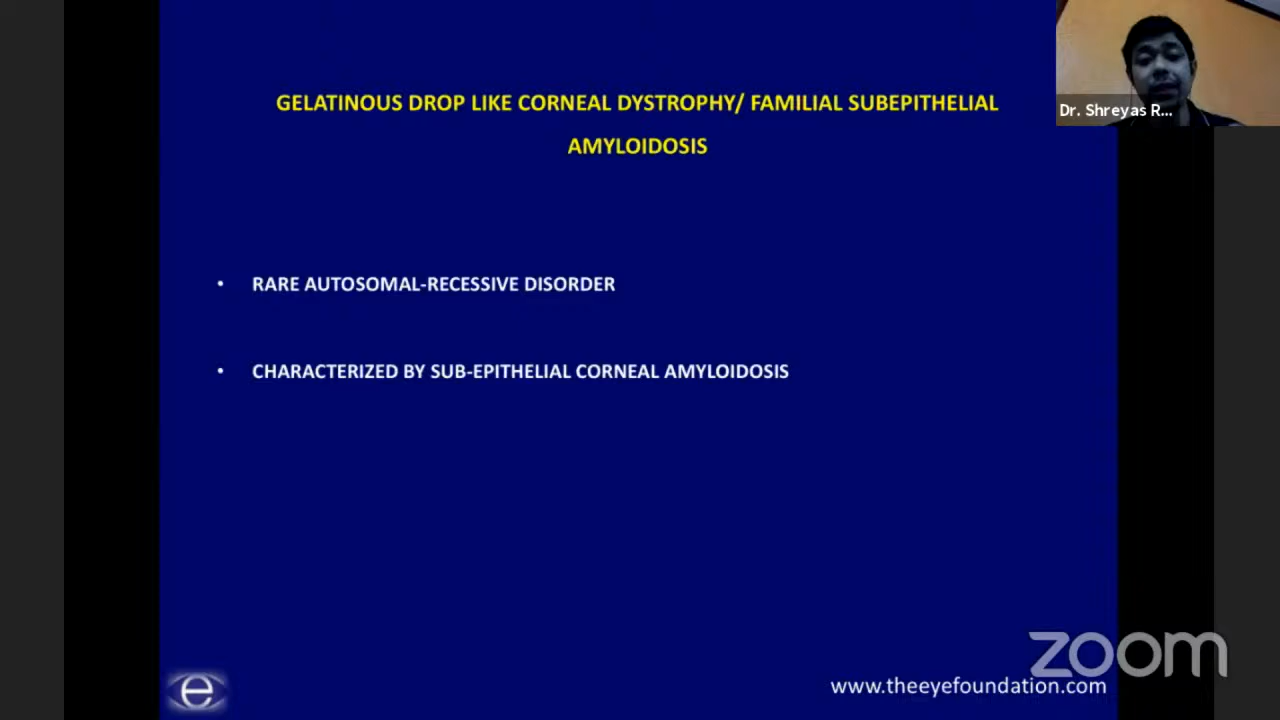 GELATINOUS DROP LIKE CORNEAL DYSTROPHY/ FAMILIAL SUBEPITHELIAL
AMYLOIDOSIS
Dr. Shreyas R...
• RARE AUTOSOMAL-RECESSIVE DISORDER
• CHARACTERIZED BY SUB-EPITHELIAL CORNEAL AMYLOIDOSIS
zoom
e
www.theeyefoundation.com